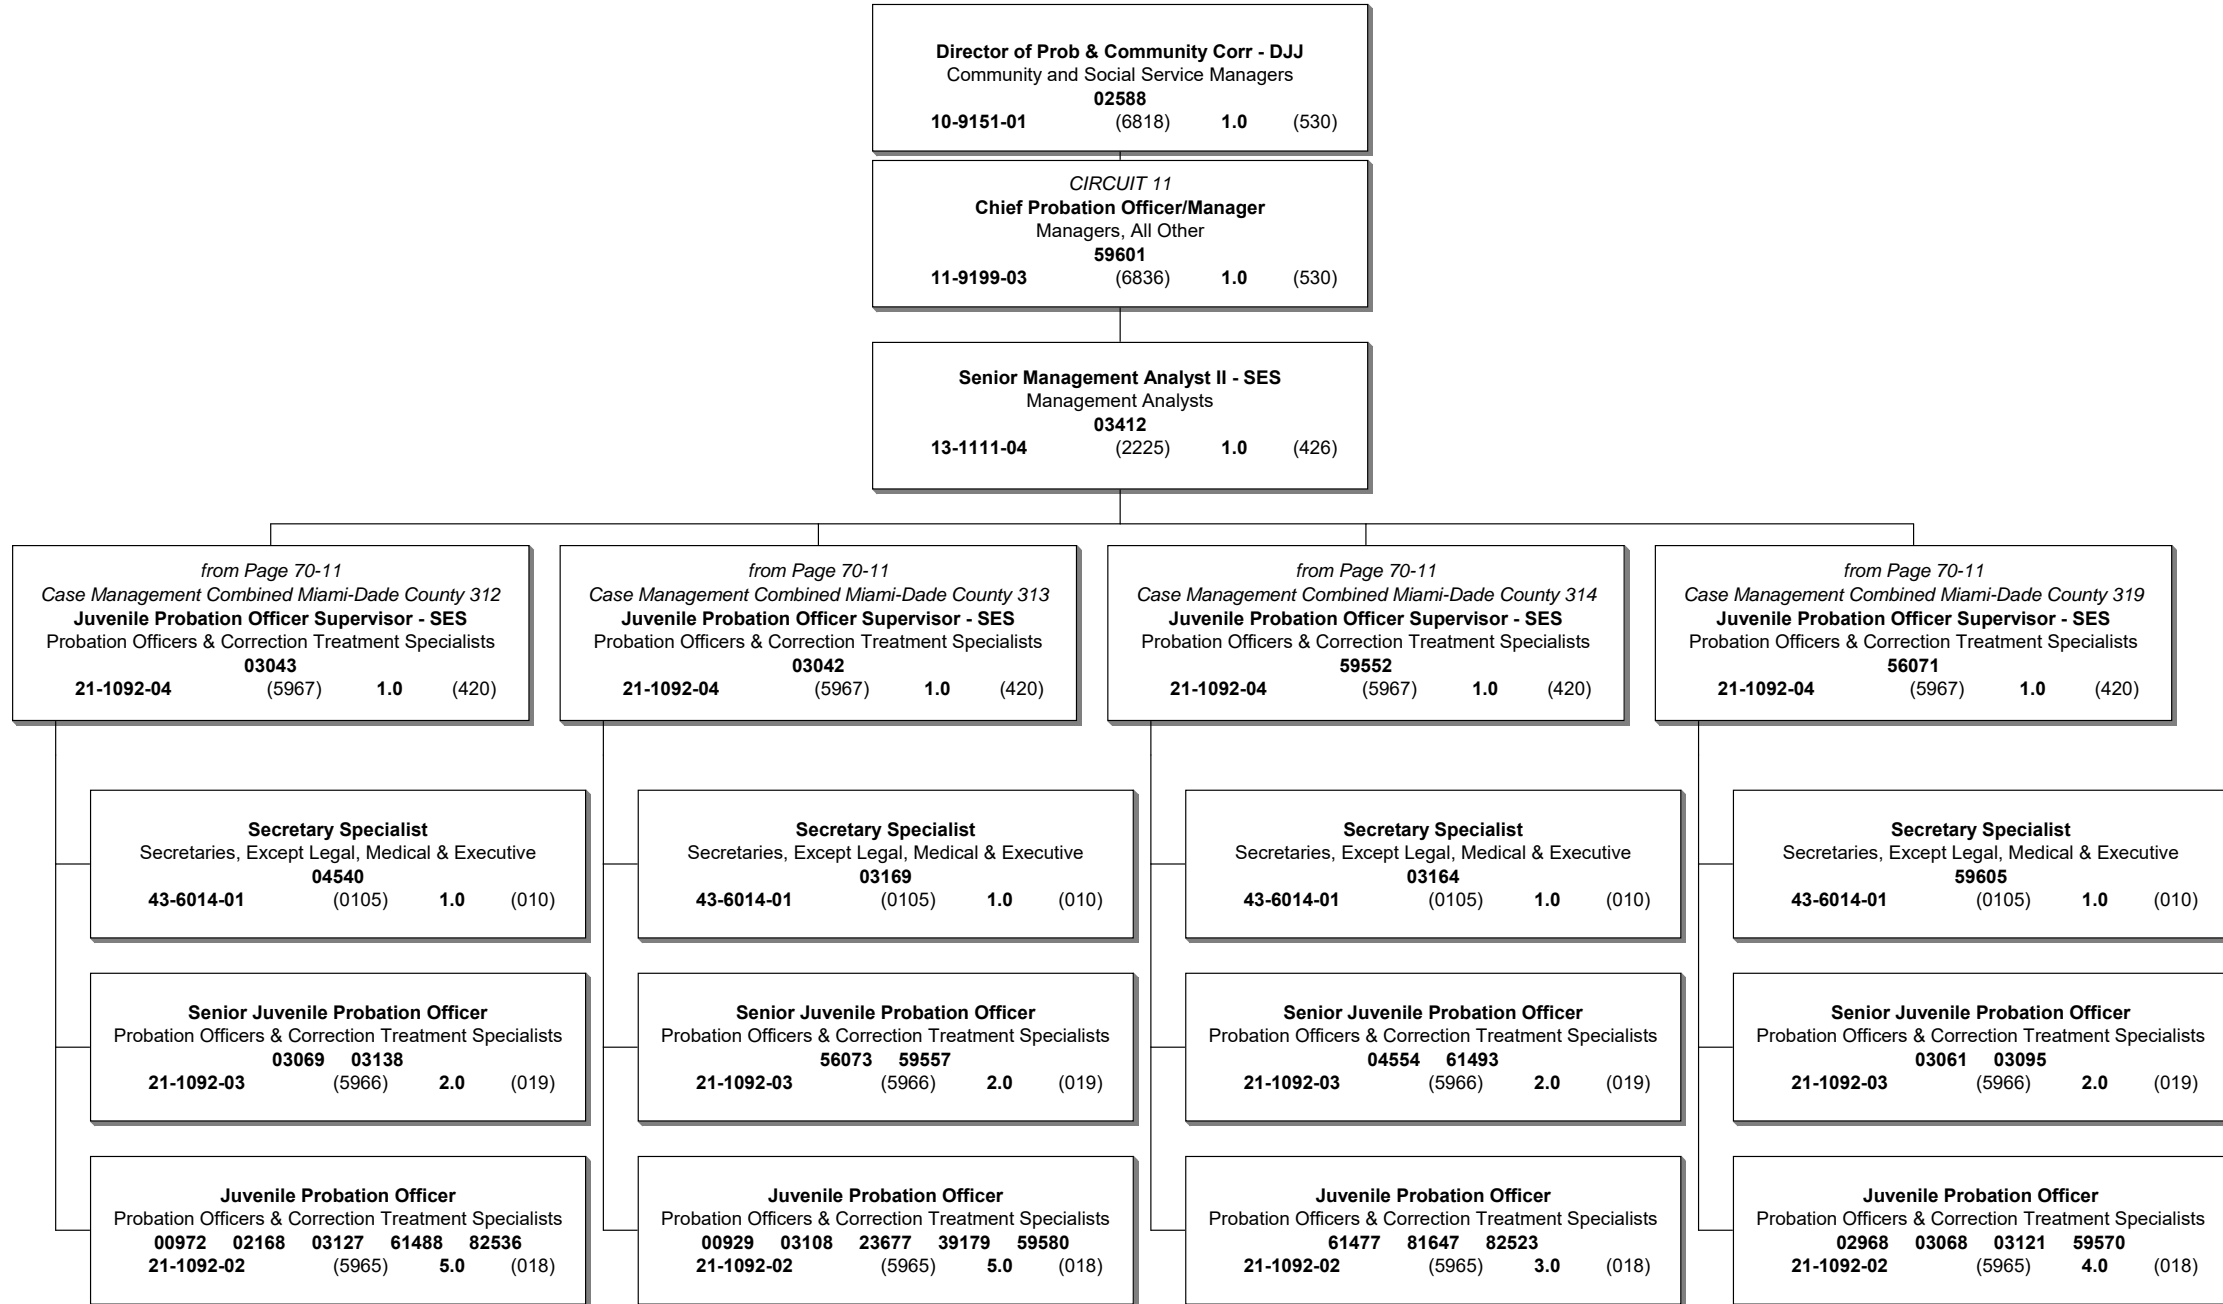 Director of Prob & Community Corr - DJJ
Community and Social Service Managers
02588
10-9151-01 (6818) 1.0 (530)
CIRCUIT 11
Chief Probation Officer/Manager
Managers, All Other
59601
11-9199-03 (6836) 1.0 (530)
Senior Management Analyst II - SES
Management Analysts
03412
13-1111-04 (2225) 1.0 (426)
from Page 70-11
Case Management Combined Miami-Dade County 312
Juvenile Probation Officer Supervisor - SES
Probation Officers & Correction Treatment Specialists
03043
21-1092-04 (5967) 1.0 (420)
from Page 70-11
Case Management Combined Miami-Dade County 313
Juvenile Probation Officer Supervisor - SES
Probation Officers & Correction Treatment Specialists
03042
21-1092-04 (5967) 1.0 (420)
from Page 70-11
Case Management Combined Miami-Dade County 314
Juvenile Probation Officer Supervisor - SES
Probation Officers & Correction Treatment Specialists
59552
21-1092-04 (5967) 1.0 (420)
from Page 70-11
Case Management Combined Miami-Dade County 319
Juvenile Probation Officer Supervisor - SES
Probation Officers & Correction Treatment Specialists
56071
21-1092-04 (5967) 1.0 (420)
Secretary Specialist
Secretaries, Except Legal, Medical & Executive
04540
43-6014-01 (0105) 1.0 (010)
Secretary Specialist
Secretaries, Except Legal, Medical & Executive
03169
43-6014-01 (0105) 1.0 (010)
Secretary Specialist
Secretaries, Except Legal, Medical & Executive
03164
43-6014-01 (0105) 1.0 (010)
Secretary Specialist
Secretaries, Except Legal, Medical & Executive
59605
43-6014-01 (0105) 1.0 (010)
Senior Juvenile Probation Officer
Probation Officers & Correction Treatment Specialists
03069 03138
21-1092-03 (5966) 2.0 (019)
Senior Juvenile Probation Officer
Probation Officers & Correction Treatment Specialists
56073 59557
21-1092-03 (5966) 2.0 (019)
Senior Juvenile Probation Officer
Probation Officers & Correction Treatment Specialists
04554 61493
21-1092-03 (5966) 2.0 (019)
Senior Juvenile Probation Officer
Probation Officers & Correction Treatment Specialists
03061 03095
21-1092-03 (5966) 2.0 (019)
Juvenile Probation Officer
Probation Officers & Correction Treatment Specialists
00972 02168 03127 61488 82536
21-1092-02 (5965) 5.0 (018)
Juvenile Probation Officer
Probation Officers & Correction Treatment Specialists
00929 03108 23677 39179 59580
21-1092-02 (5965) 5.0 (018)
Juvenile Probation Officer
Probation Officers & Correction Treatment Specialists
61477 81647 82523
21-1092-02 (5965) 3.0 (018)
Juvenile Probation Officer
Probation Officers & Correction Treatment Specialists
02968 03068 03121 59570
21-1092-02 (5965) 4.0 (018)